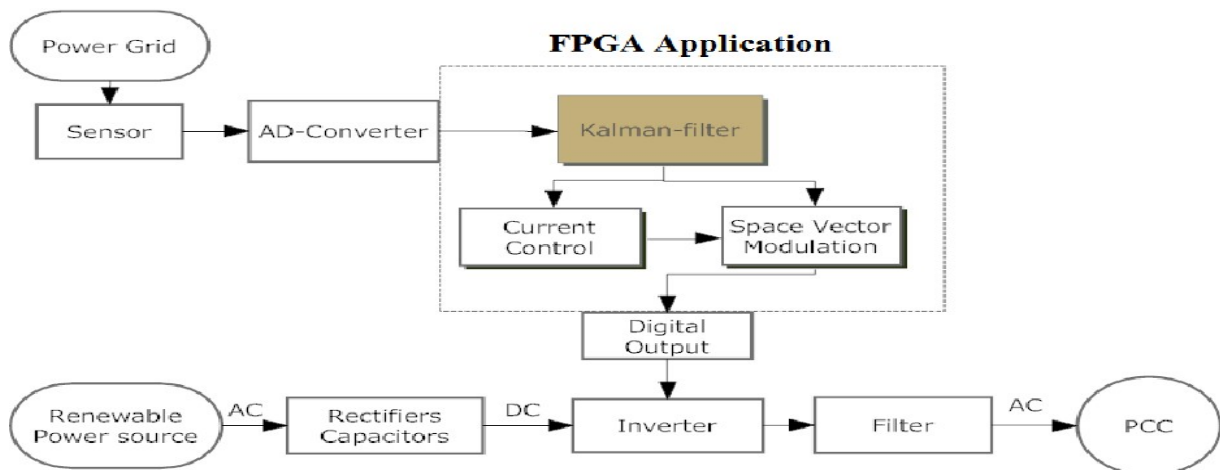 Power Grid
FPGA Application
Sensor
AD-Converter
Kalman-filter
Current
Control
Space Vector
Modulation
Digital
Output
Renewable
Power source
AC
Rectifiers
Capacitors
DC
Inverter
Filter
AC
PCC